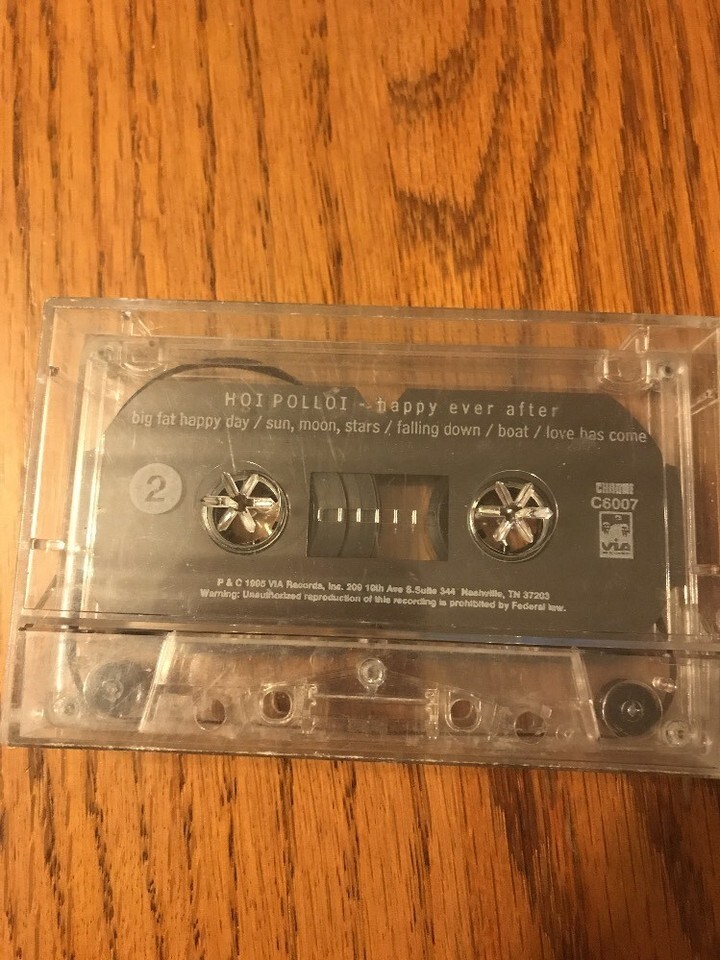 HOI POLLOI - happy ever after
big fat happy day / sun, moon, stars / falling down / boat / love has come
2
CHROME
C6007
via
P & C 1995 VIA Records, Inc. 209 10th Ave S. Suite 344 Nashville, TN 37203
Warning: Unauthorized reproduction of this recording is prohibited by Federal law.